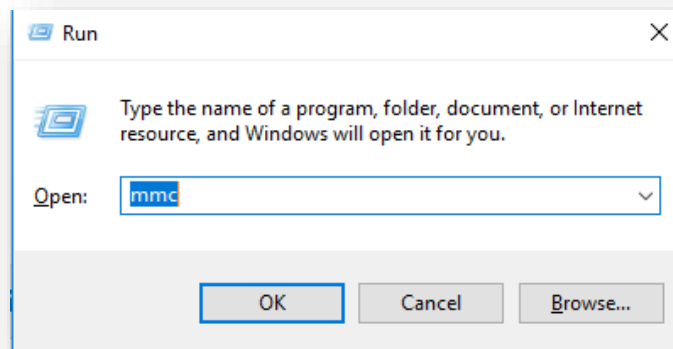 Run
Type the name of a program, folder, document, or Internet
resource, and Windows will open it for you.
Open: mmc
OK Cancel Browse...